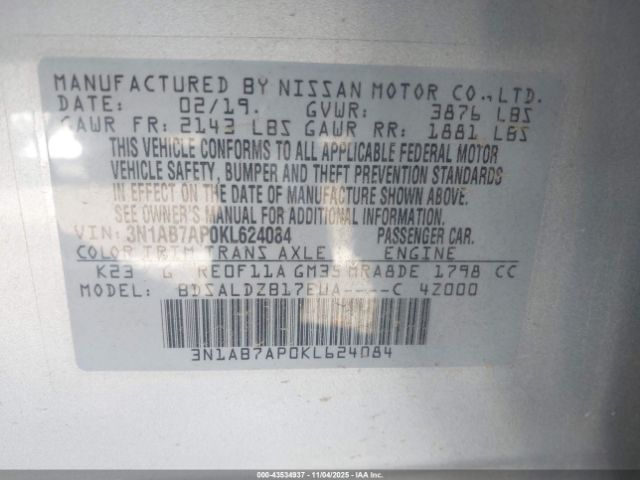 MANUFACTURED BY NISSAN MOTOR CO.,LTD.
DATE: 02/19. GVWR: 3876 LBS
GAWR FR: 2143 LBS GAWR RR: 1881 LBS
THIS VEHICLE CONFORMS TO ALL APPLICABLE FEDERAL MOTOR
VEHICLE SAFETY, BUMPER AND THEFT PREVENTION STANDARDS
IN EFFECT ON THE DATE OF MANUFACTURE SHOWN ABOVE.
SEE OWNER'S MANUAL FOR ADDITIONAL INFORMATION.
VIN: 3N1AB7AP0KL624084 PASSENGER CAR.
COLOR TRIM TRANS AXLE ENGINE
K23 G RE0F11A GM35 MRA8DE 1798 CC
MODEL: BDSALDZB17EUA----C 4Z000
3N1AB7AP0KL624084
000-43534937 - 11/04/2025 - IAA Inc.